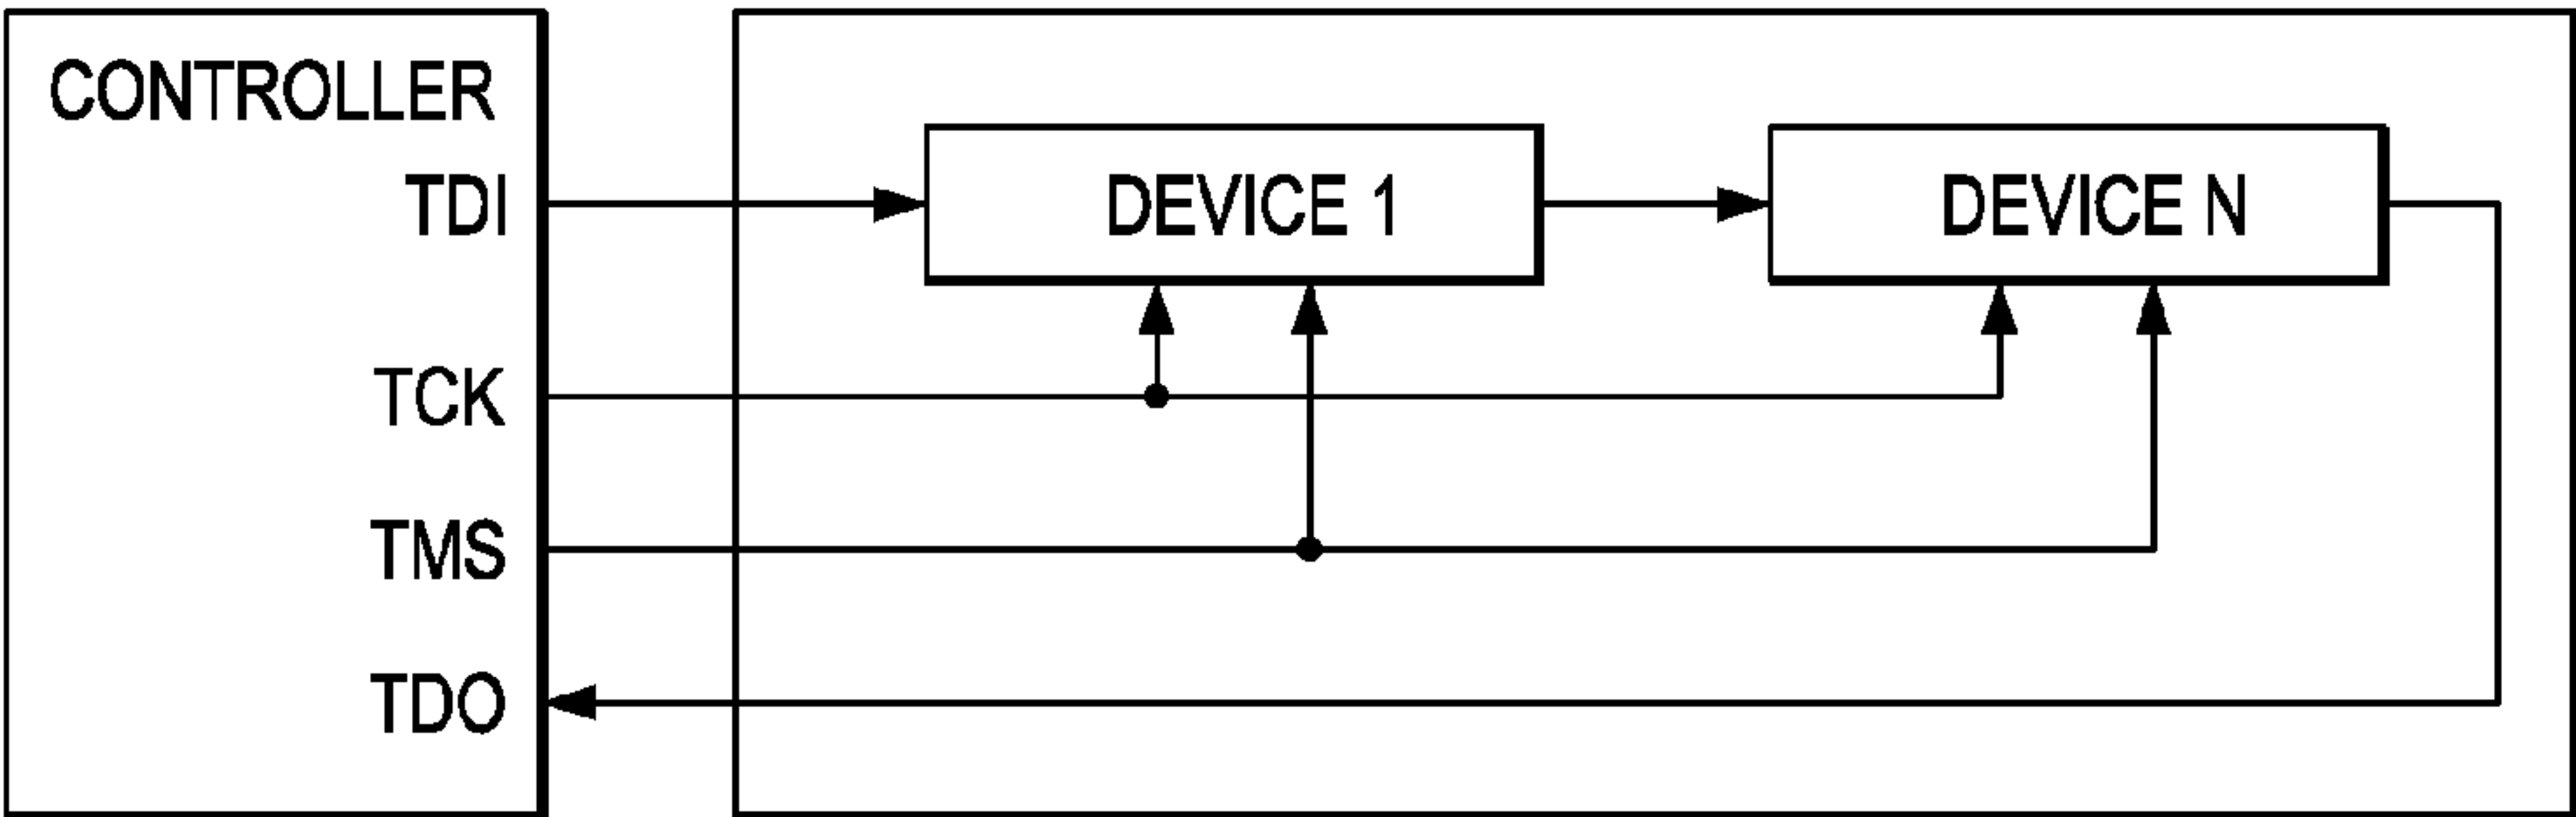 CONTROLLER
TDI
DEVICE 1
DEVICE N
TCK
TMS
TDO